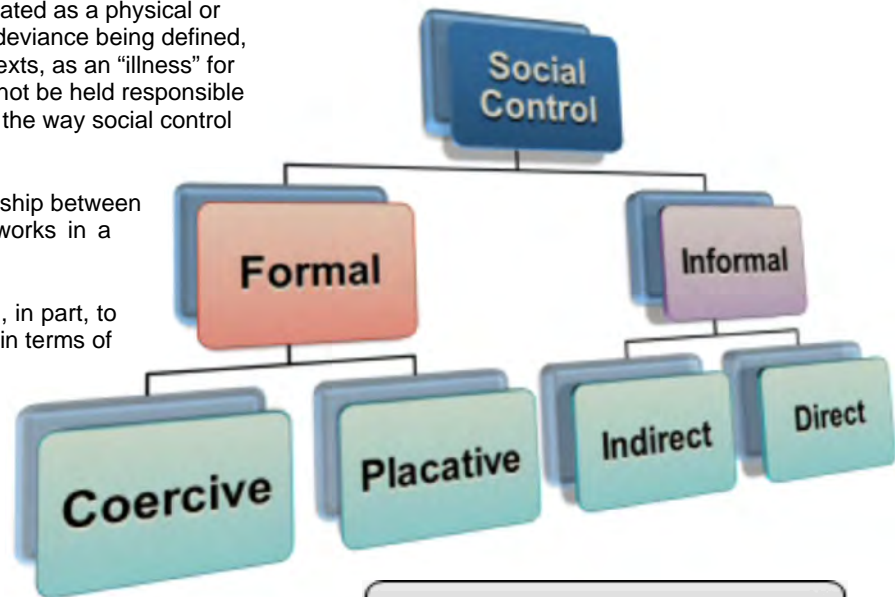 ated as a physical or
deviance being defined,
exts, as an “illness” for
not be held responsible
the way social control
ship between
works in a
, in part, to
in terms of
Social
Control
Formal
Informal
Coercive
Placative
Indirect
Direct